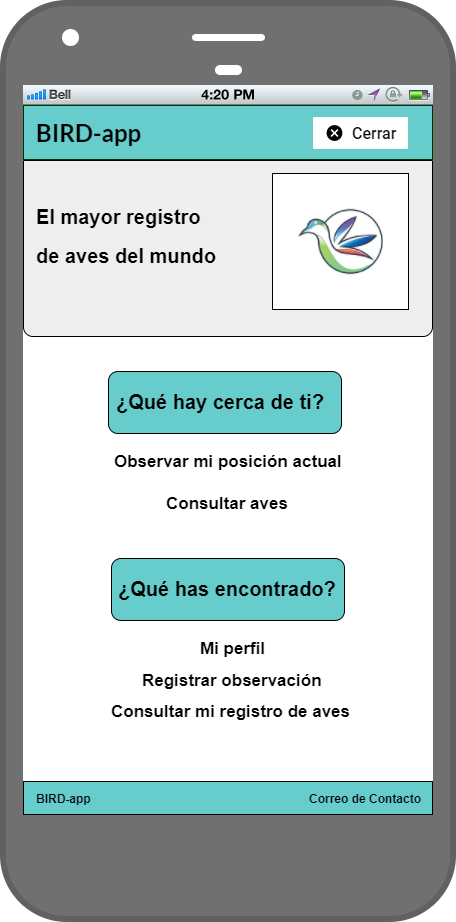 Bell 4:20 PM
BIRD-app
Cerrar
El mayor registro
de aves del mundo
¿Qué hay cerca de ti?
Observar mi posición actual
Consultar aves
¿Qué has encontrado?
Mi perfil
Registrar observación
Consultar mi registro de aves
BIRD-app Correo de Contacto